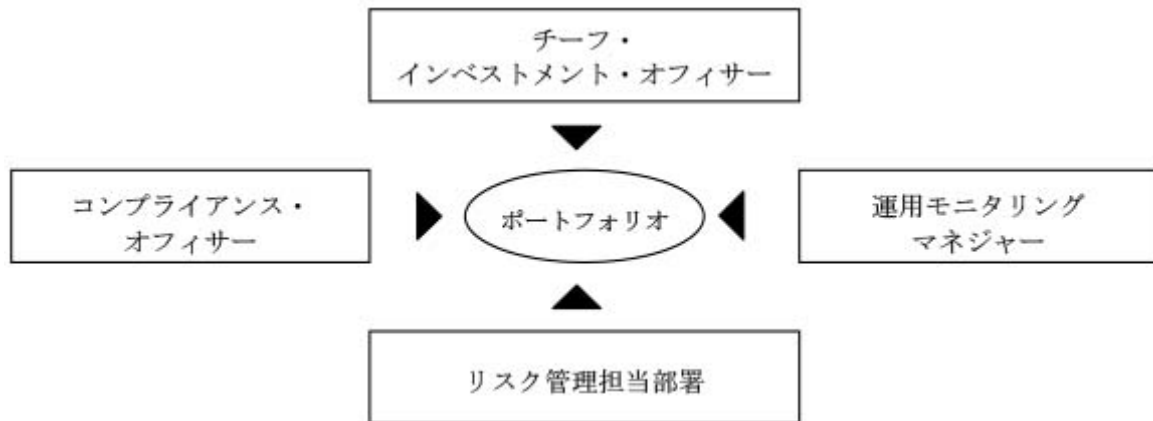 チーフ・
インベストメント・オフィサー
コンプライアンス・
オフィサー
ポートフォリオ
運用モニタリング
マネジャー
リスク管理担当部署